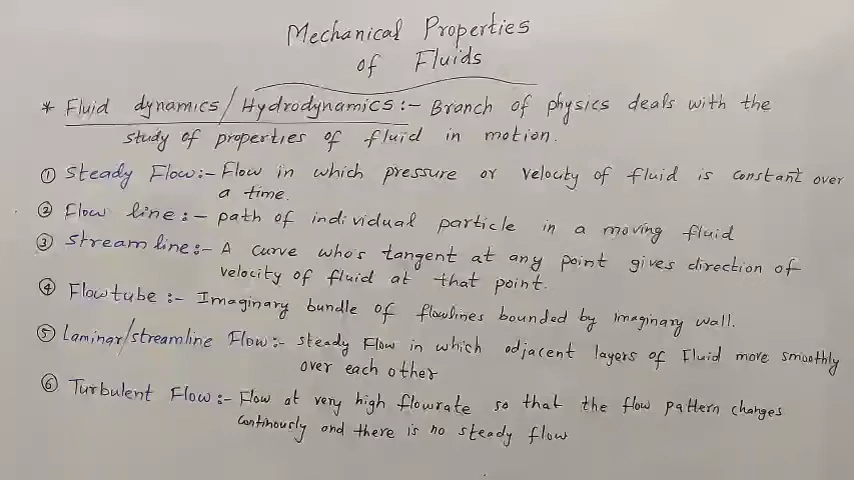 Mechanical Properties
of Fluids
* Fluid dynamics/Hydrodynamics:- Branch of physics deals with the
study of properties of fluid in motion.
① Steady Flow:- Flow in which pressure or velocity of fluid is constant over
a time.
② Flow line:- path of individual particle in a moving fluid
③ Streamline:- A curve who's tangent at any point gives direction of
velocity of fluid at that point.
④ Flowtube:- Imaginary bundle of flowlines bounded by imaginary wall.
⑤ Laminar/streamline Flow:- steady Flow in which adjacent layers of Fluid more smoothly
over each other
⑥ Turbulent Flow:- Flow at very high flowrate so that the flow pattern changes
continously and there is no steady flow